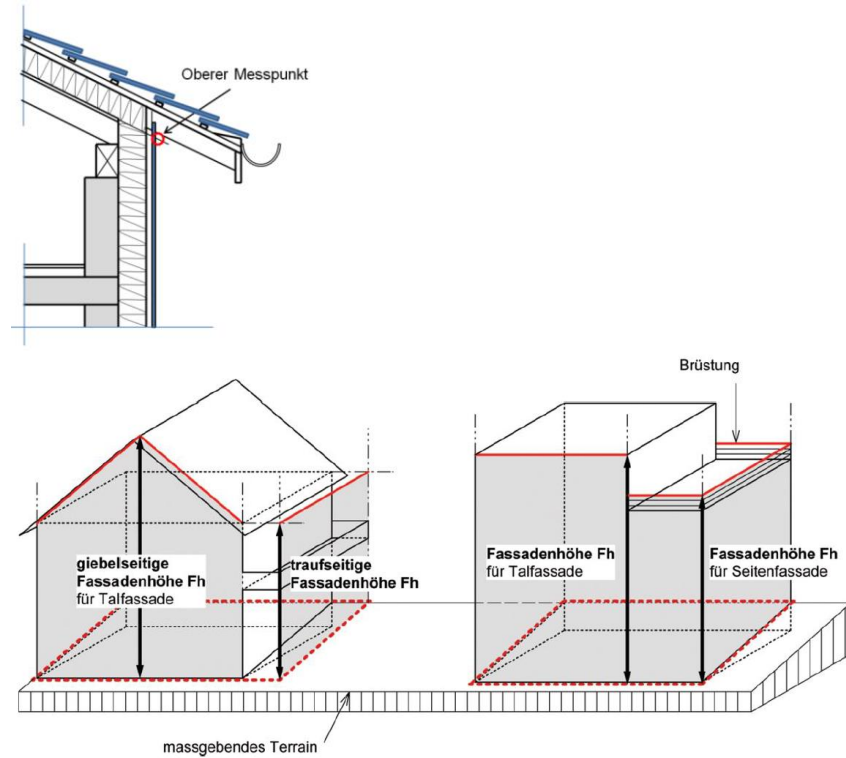 Oberer Messpunkt
Brüstung
giebelseitige
Fassadenhöhe Fh
für Talfassade
traufseitige
Fassadenhöhe Fh
Fassadenhöhe Fh
für Talfassade
Fassadenhöhe Fh
für Seitenfassade
massgebendes Terrain